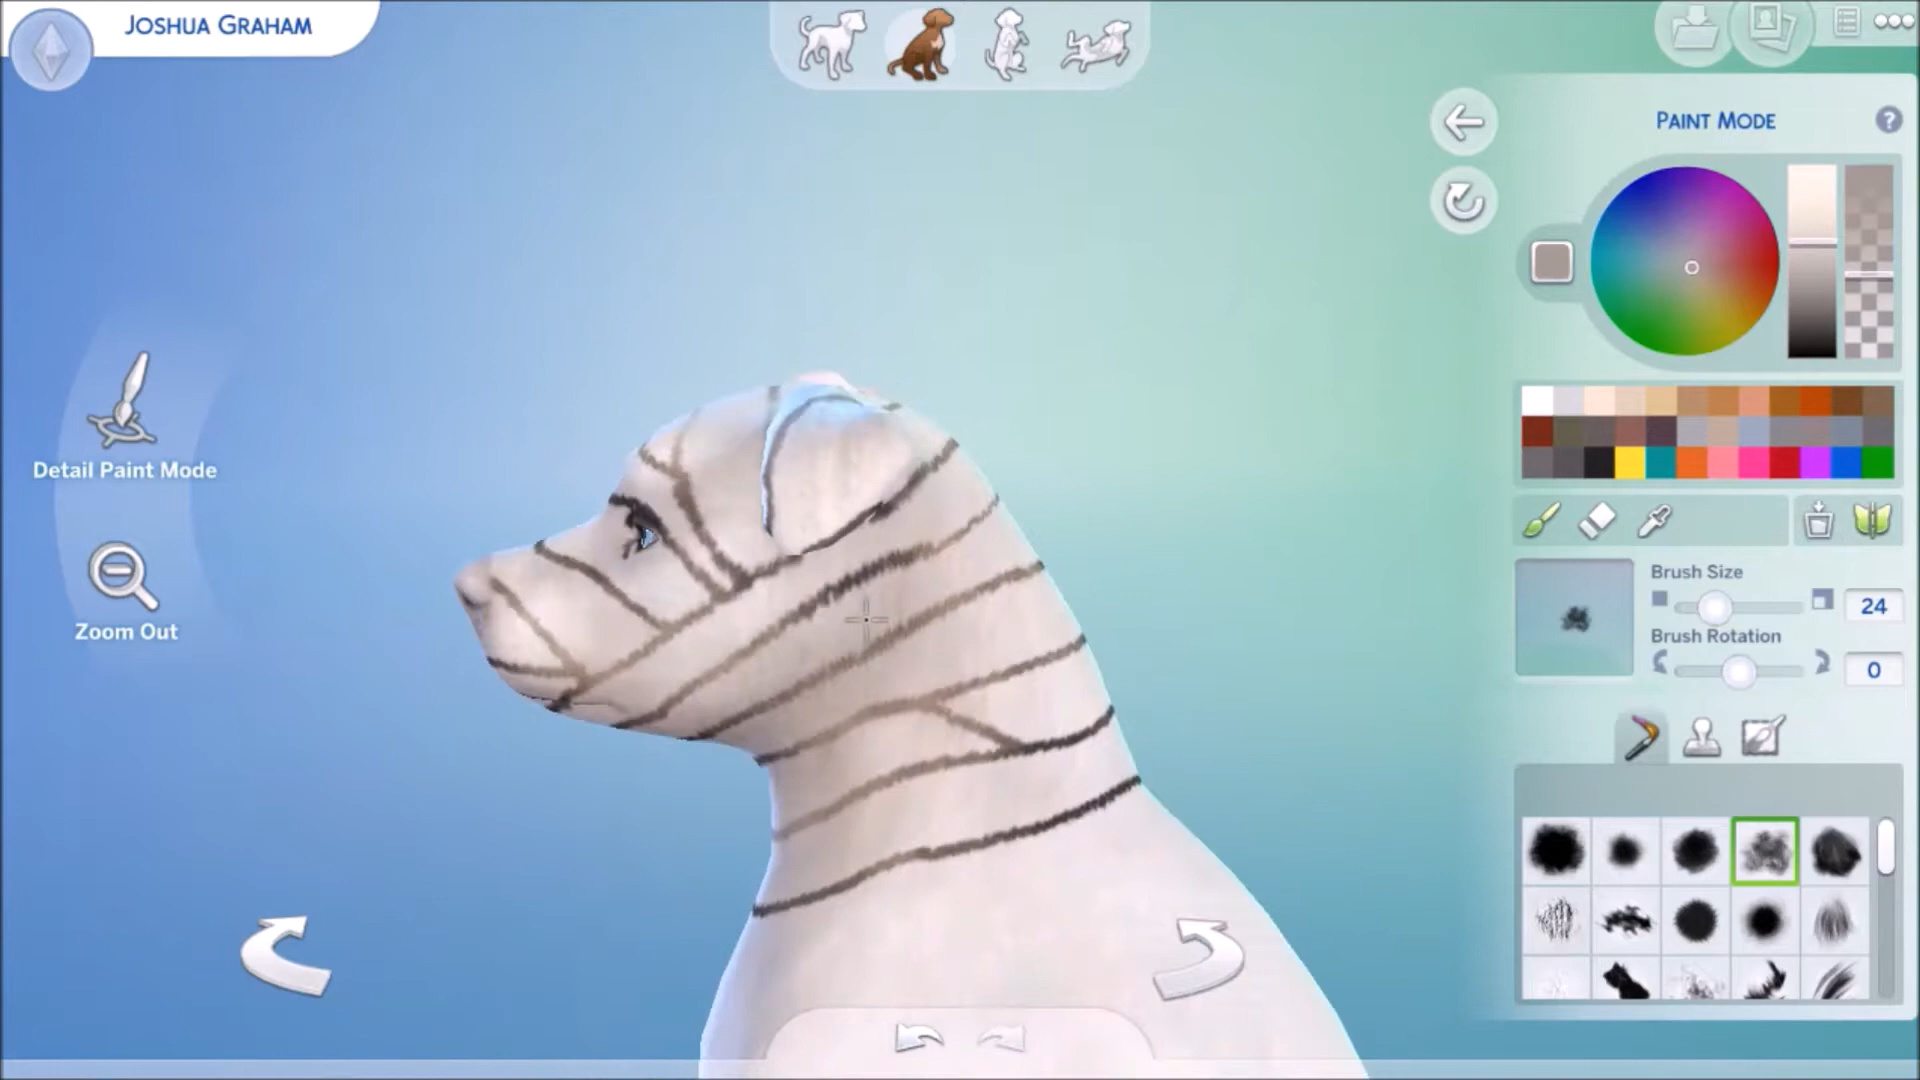 JOSHUA GRAHAM
PAINT MODE
?
Detail Paint Mode
Zoom Out
Brush Size
24
Brush Rotation
0